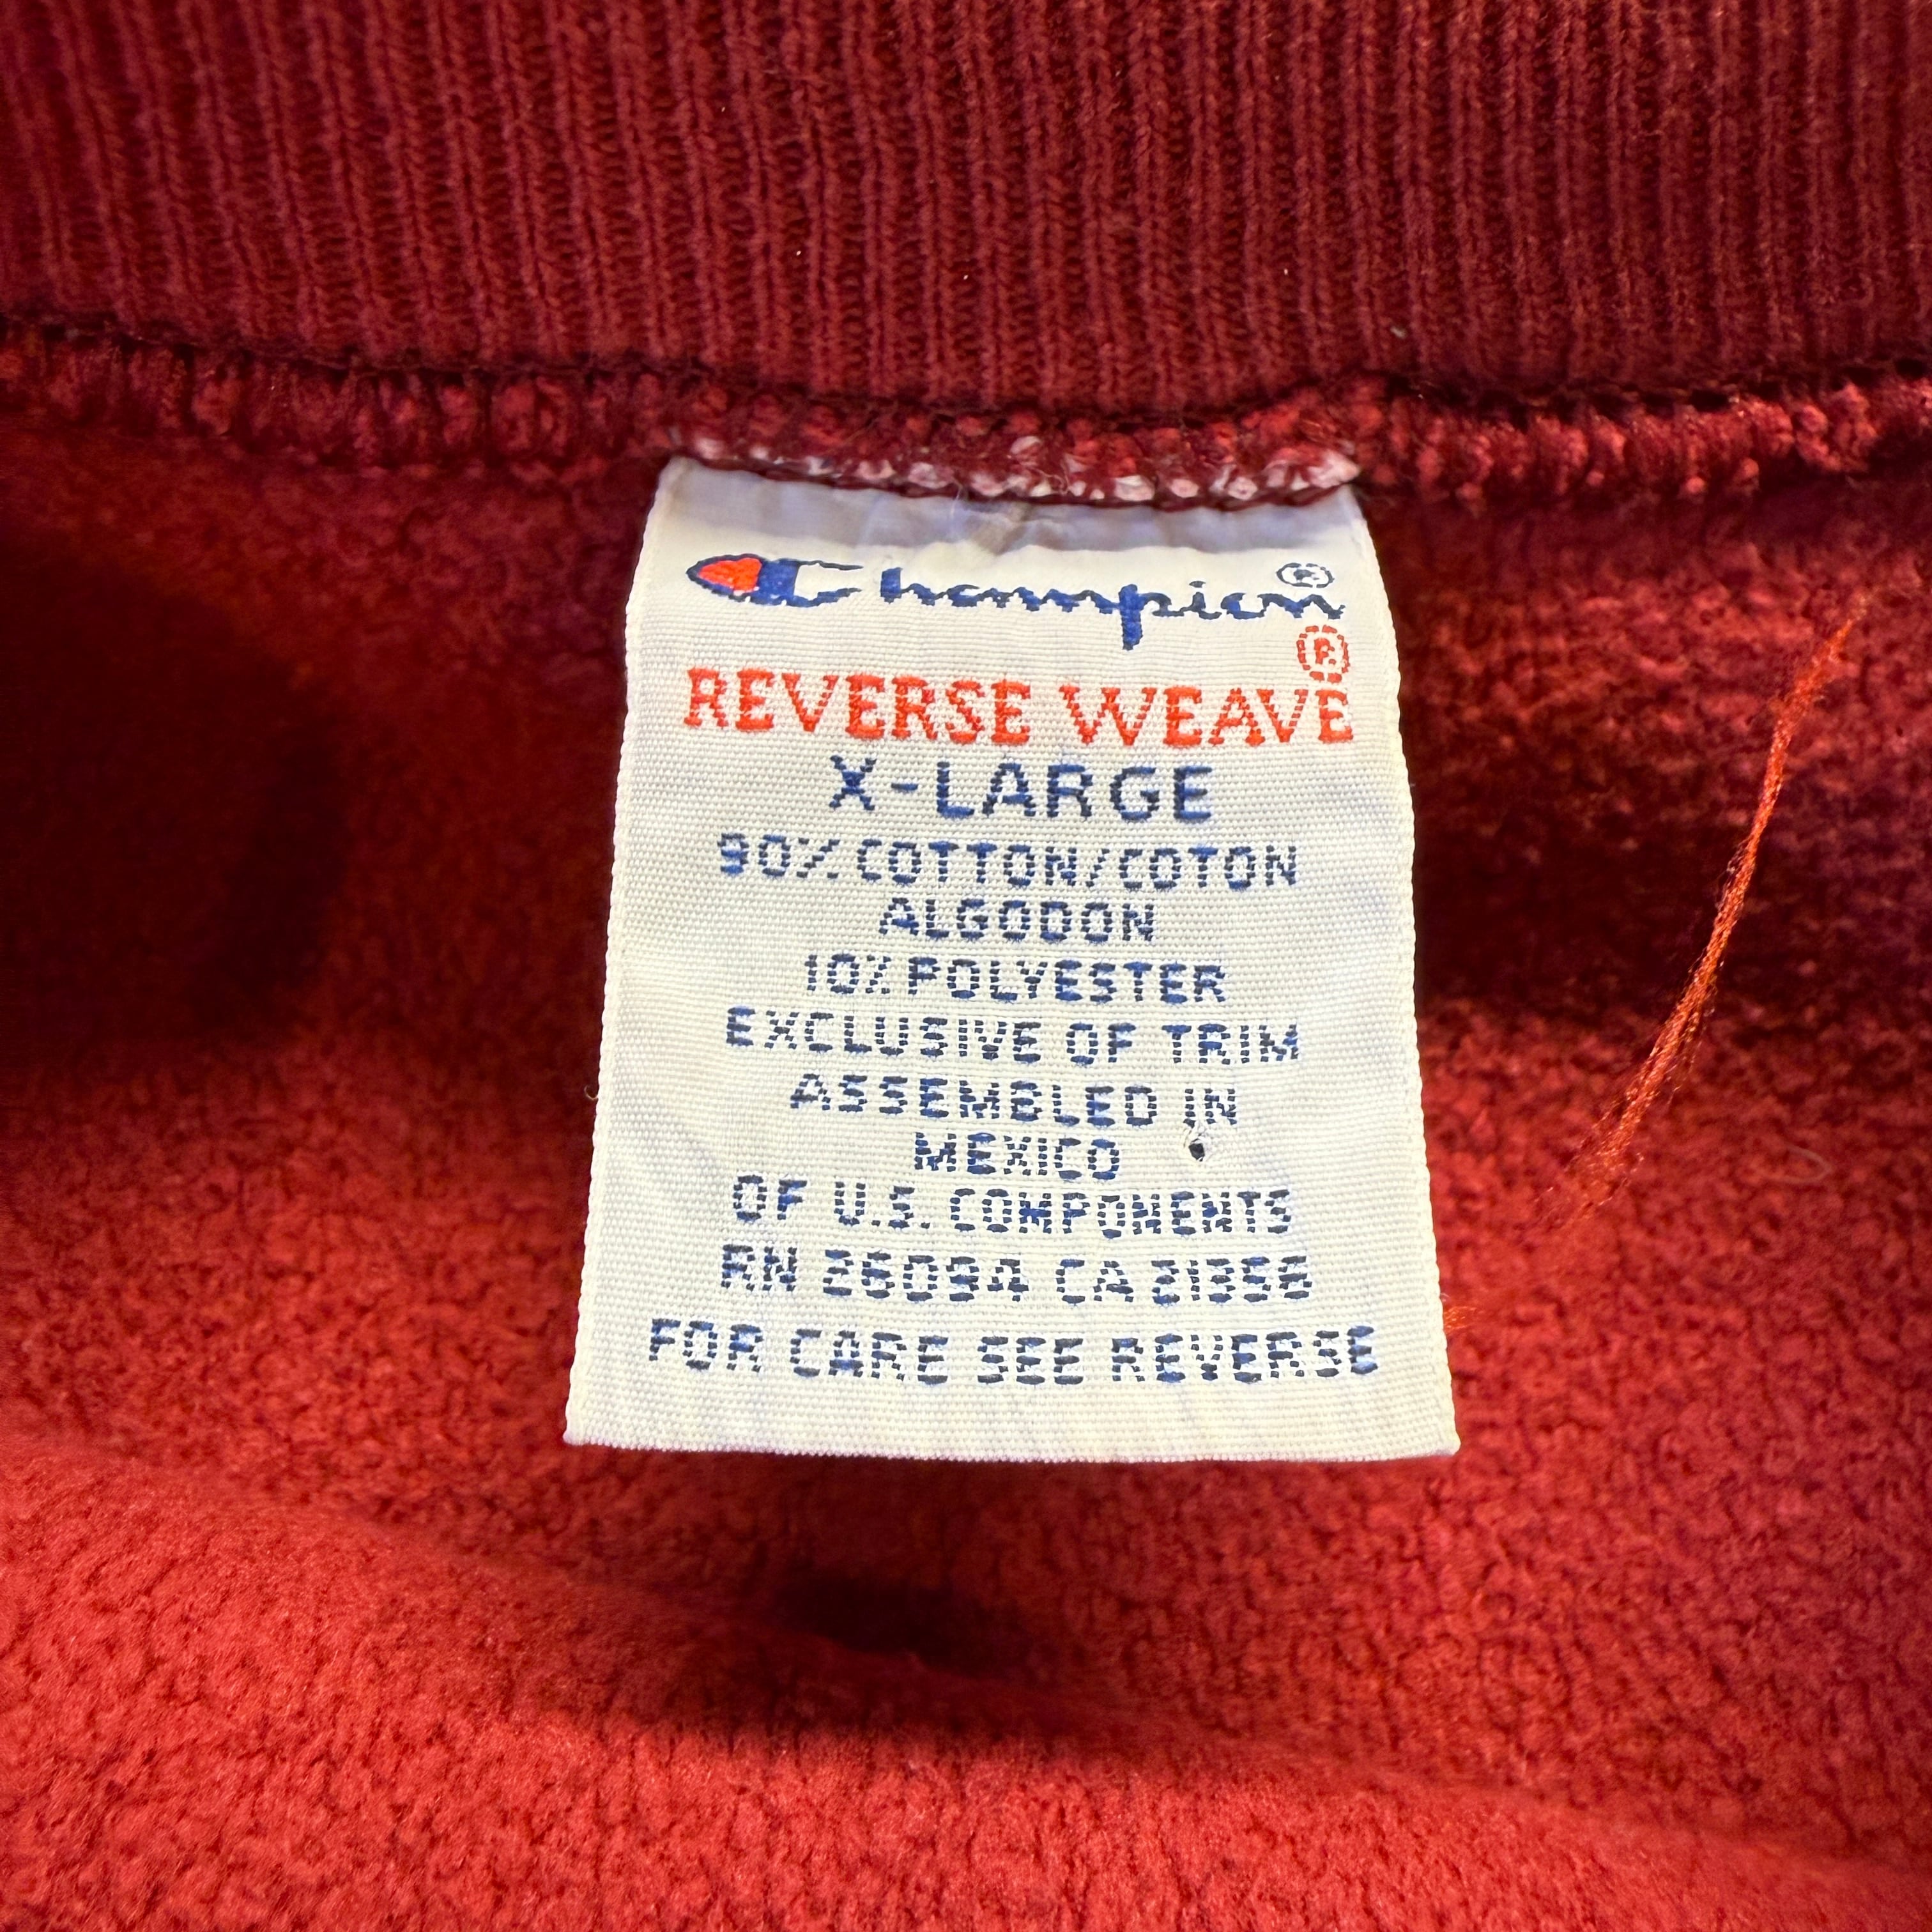 Champion®
®
REVERSE WEAVE
X-LARGE
90% COTTON/COTON
ALGODON
10% POLYESTER
EXCLUSIVE OF TRIM
ASSEMBLED IN
MEXICO
OF U.S. COMPONENTS
RN 26094 CA 21356
FOR CARE SEE REVERSE